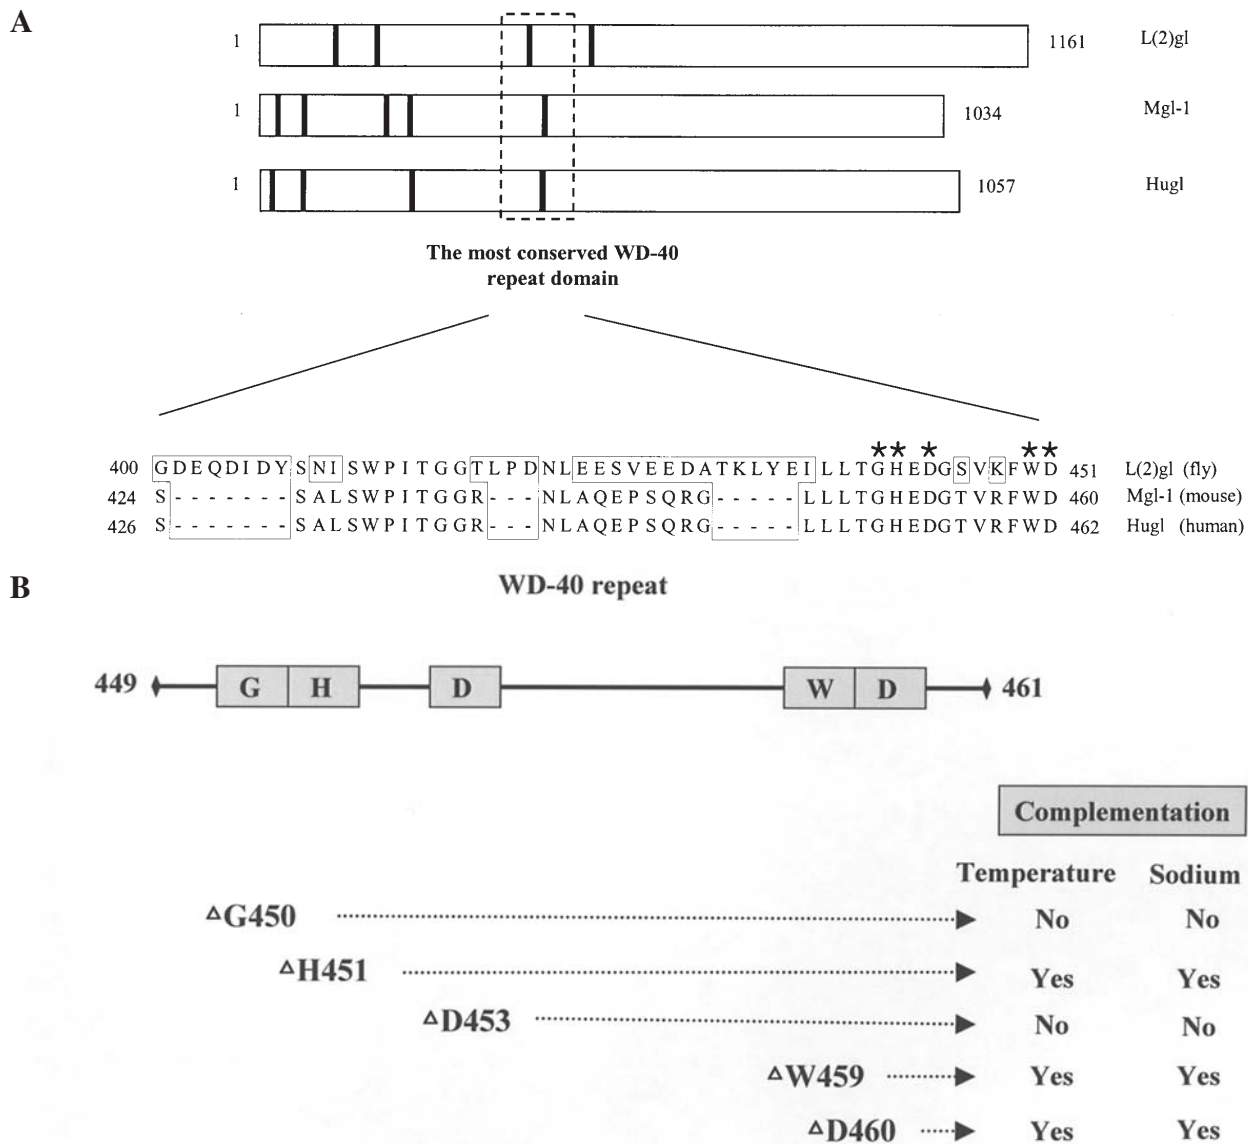 A
1 1161 L(2)gl
1 1034 Mgl-1
1 1057 Hugl
The most conserved WD-40
repeat domain
★★ ★ ★★
400 GDEQDIDYSNISWPITGGTLPDNLEESVEEDATKLYEILLTGHEDGSVKFWD 451 L(2)gl (fly)
424 S-------SALSWPITGGR---NLAQEPSQRG-----LLLTGHEDGTVRFWD 460 Mgl-1 (mouse)
426 S-------SALSWPITGGR---NLAQEPSQRG-----LLLTGHEDGTVRFWD 462 Hugl (human)
B
WD-40 repeat
449 G H D W D 461
Complementation
Temperature Sodium
ΔG450 No No
ΔH451 Yes Yes
ΔD453 No No
ΔW459 Yes Yes
ΔD460 Yes Yes